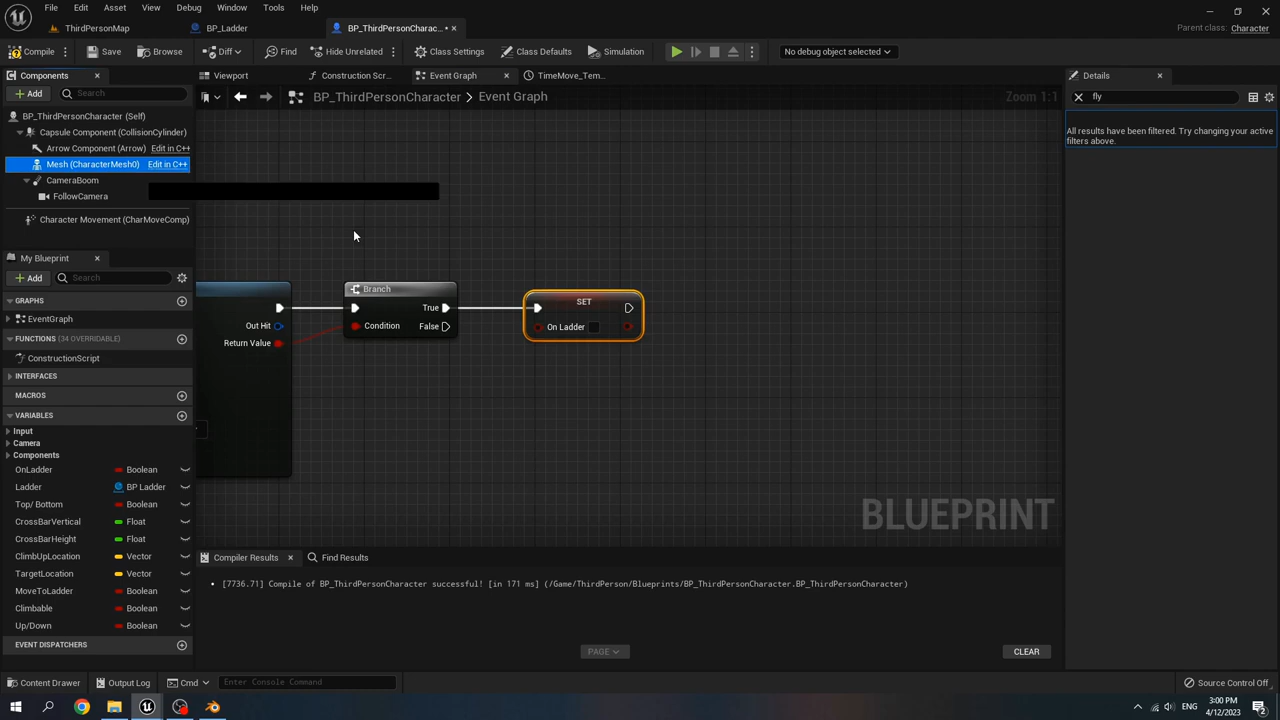 File Edit Asset View Debug Window Tools Help
ThirdPersonMap
BP_Ladder
BP_ThirdPersonCharac... •
Parent class: Character
Compile
Save
Browse
Diff
Find
Hide Unrelated
Class Settings
Class Defaults
Simulation
No debug object selected
Components
Viewport
Construction Scr...
Event Graph
TimeMove_Tem...
Details
Add
Search
BP_ThirdPersonCharacter > Event Graph
Zoom 1:1
fly
BP_ThirdPersonCharacter (Self)
Capsule Component (CollisionCylinder)
Arrow Component (Arrow) Edit in C++
Mesh (CharacterMesh0) Edit in C++
CameraBoom
FollowCamera
Character Movement (CharMoveComp)
All results have been filtered. Try changing your active
filters above.
My Blueprint
Add
Search
GRAPHS
EventGraph
FUNCTIONS (34 OVERRIDABLE)
ConstructionScript
INTERFACES
MACROS
VARIABLES
Input
Camera
Components
OnLadder Boolean
Ladder BP Ladder
Top/ Bottom Boolean
CrossBarVertical Float
CrossBarHeight Float
ClimbUpLocation Vector
TargetLocation Vector
MoveToLadder Boolean
Climbable Boolean
Up/Down Boolean
EVENT DISPATCHERS
Out Hit
Return Value
Branch
True
Condition
False
SET
On Ladder
BLUEPRINT
Compiler Results
Find Results
[7736.71] Compile of BP_ThirdPersonCharacter successful! [in 171 ms] (/Game/ThirdPerson/Blueprints/BP_ThirdPersonCharacter.BP_ThirdPersonCharacter)
PAGE
CLEAR
Content Drawer
Output Log
Cmd
Enter Console Command
Source Control Off
ENG
3:00 PM
4/12/2023
2